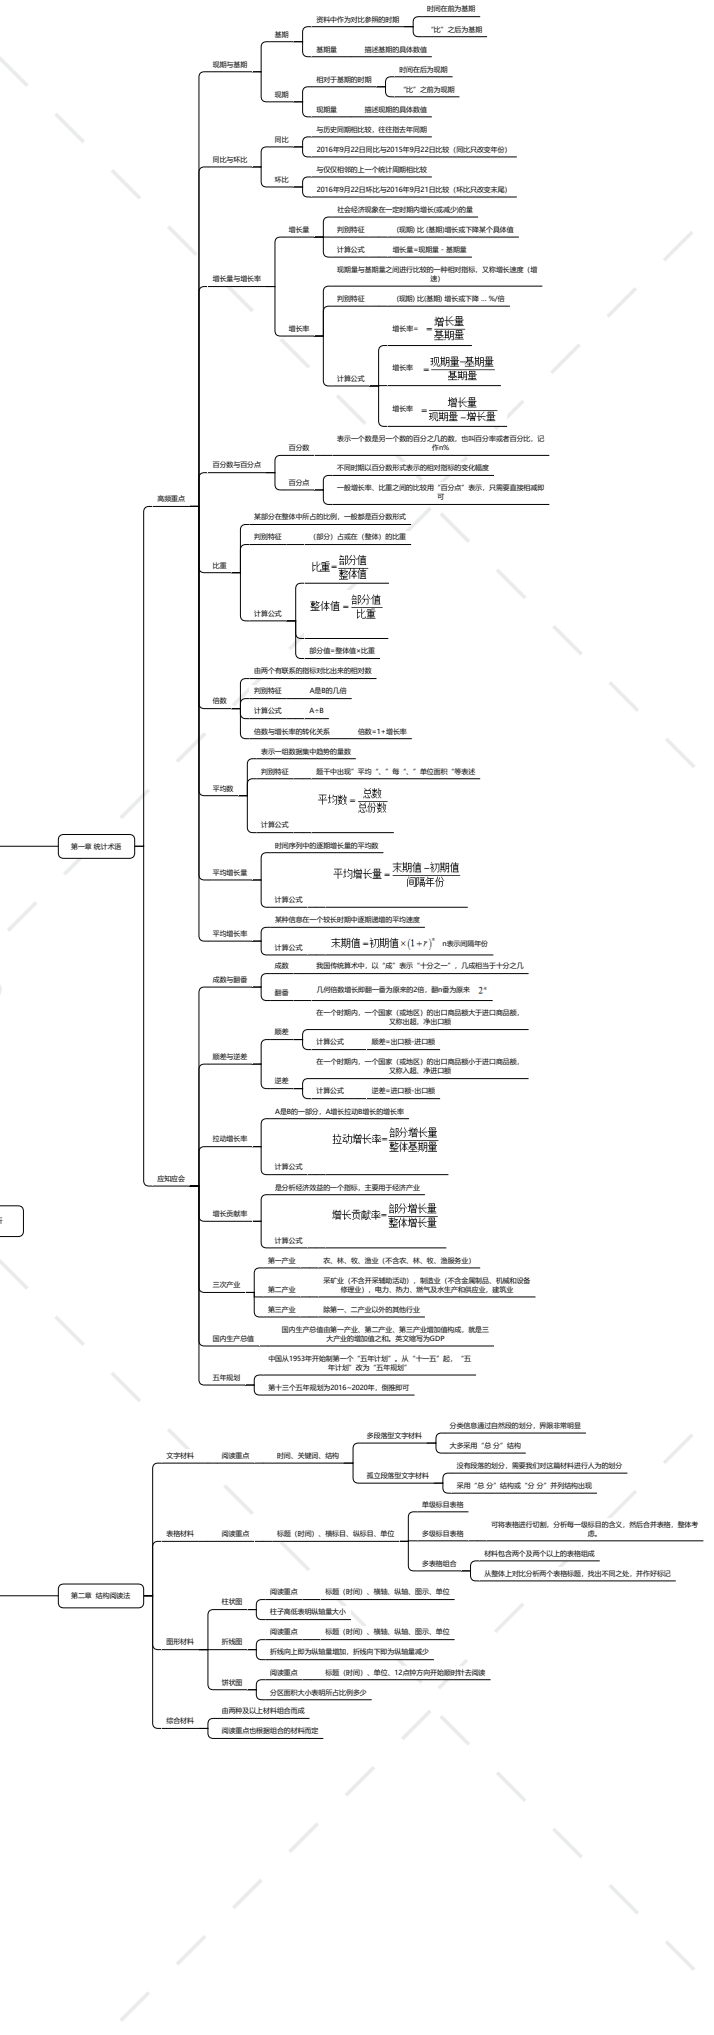 时间在前为基期
资料中作为对比参照的时期
“比”之后为基期
基期
基期量 描述基期的具体数值
现期与基期
时间在后为现期
相对于基期的时期
“比”之前为现期
现期
现期量 描述现期的具体数值
与历史同期相比较，往往指去年同期
同比
2016年9月22日同比与2015年9月22日比较（同比只改变年份）
同比与环比
与仅仅相邻的上一个统计周期相比较
环比
2016年9月22日环比与2016年9月21日比较（环比只改变末尾）
社会经济现象在一定时期内增长(或减少)的量
增长量
判别特征 (现期) 比 (基期)增长或下降某个具体值
计算公式 增长量=现期量 - 基期量
增长量与增长率
现期量与基期量之间进行比较的一种相对指标，又称增长速度（增
速）
判别特征 (现期) 比(基期) 增长或下降 ... %/倍
增长率
增长率= =增长量/基期量
计算公式
增长率 =现期量-基期量/基期量
增长率 =增长量/现期量-增长量
百分数
表示一个数是另一个数的百分之几的数，也叫百分率或者百分比、记
作n%
百分数与百分点
不同时期以百分数形式表示的相对指标的变化幅度
百分点
一般增长率、比重之间的比较用“百分点”表示，只需要直接相减即
可
高频重点
某部分在整体中所占的比例，一般都是百分数形式
判别特征 （部分）占或在（整体）的比重
比重
比重=部分值/整体值
计算公式
整体值=部分值/比重
部分值=整体值×比重
由两个有联系的指标对比出来的相对数
判别特征 A是B的几倍
倍数
计算公式 A÷B
倍数与增长率的转化关系 倍数=1+增长率
表示一组数据集中趋势的量数
判别特征 题干中出现“平均“、“每“、“单位面积“等表述
平均数
平均数=总数/总份数
计算公式
第一章 统计术语
时间序列中的逐期增长量的平均数
平均增长量
平均增长量=末期值-初期值/间隔年份
计算公式
某种信息在一个较长时期中逐期递增的平均速度
平均增长率
计算公式 末期值=初期值×(1+r)ⁿ n表示间隔年份
成数 我国传统算术中，以“成”表示“十分之一”，几成相当于十分之几
成数与翻番
翻番 几何倍数增长即翻一番为原来的2倍，翻n番为原来 2ⁿ
在一个时期内，一个国家（或地区）的出口商品额大于进口商品额，
又称出超，净出口额
顺差
计算公式 顺差=出口额-进口额
顺差与逆差
在一个时期内，一个国家（或地区）的出口商品额小于进口商品额，
又称入超、净进口额
逆差
计算公式 逆差=进口额-出口额
A是B的一部分，A增长拉动B增长的增长率
拉动增长率
拉动增长率=部分增长量/整体基期量
计算公式
应知应会
是分析经济效益的一个指标，主要用于经济产业
增长贡献率
增长贡献率=部分增长量/整体增长量
计算公式
第一产业 农、林、牧、渔业（不含农、林、牧、渔服务业）
三次产业
第二产业
采矿业（不含开采辅助活动），制造业（不含金属制品、机械和设备
修理业），电力、热力、燃气及水生产和供应业，建筑业
第三产业 除第一、二产业以外的其他行业
国内生产总值
国内生产总值由第一产业、第二产业、第三产业增加值构成，就是三
大产业的增加值之和。英文缩写为GDP
中国从1953年开始制第一个“五年计划”。从“十一五”起，“五
年计划”改为“五年规划”
五年规划
第十三个五年规划为2016~2020年，倒推即可
分类信息通过自然段的划分，界限非常明显
多段落型文字材料
大多采用“总 分”结构
文字材料 阅读重点 时间、关键词、结构
没有段落的划分，需要我们对这篇材料进行人为的划分
孤立段落型文字材料
采用“总 分”结构或“分 分”并列结构出现
单级标目表格
表格材料 阅读重点 标题（时间）、横标目、纵标目、单位
多级标目表格
可将表格进行切割，分析每一级标目的含义，然后合并表格，整体考
虑。
材料包含两个及两个以上的表格组成
多表格组合
从整体上对比分析两个表格标题，找出不同之处，并作好标记
第二章 结构阅读法
阅读重点 标题（时间）、横轴、纵轴、图示、单位
柱状图
柱子高低表明纵轴量大小
阅读重点 标题（时间）、横轴、纵轴、图示、单位
图形材料 折线图
折线向上即为纵轴量增加，折线向下即为纵轴量减少
阅读重点 标题（时间）、单位、12点钟方向开始顺时针去阅读
饼状图
分区面积大小表明所占比例多少
由两种及以上材料组合而成
综合材料
阅读重点也根据组合的材料而定